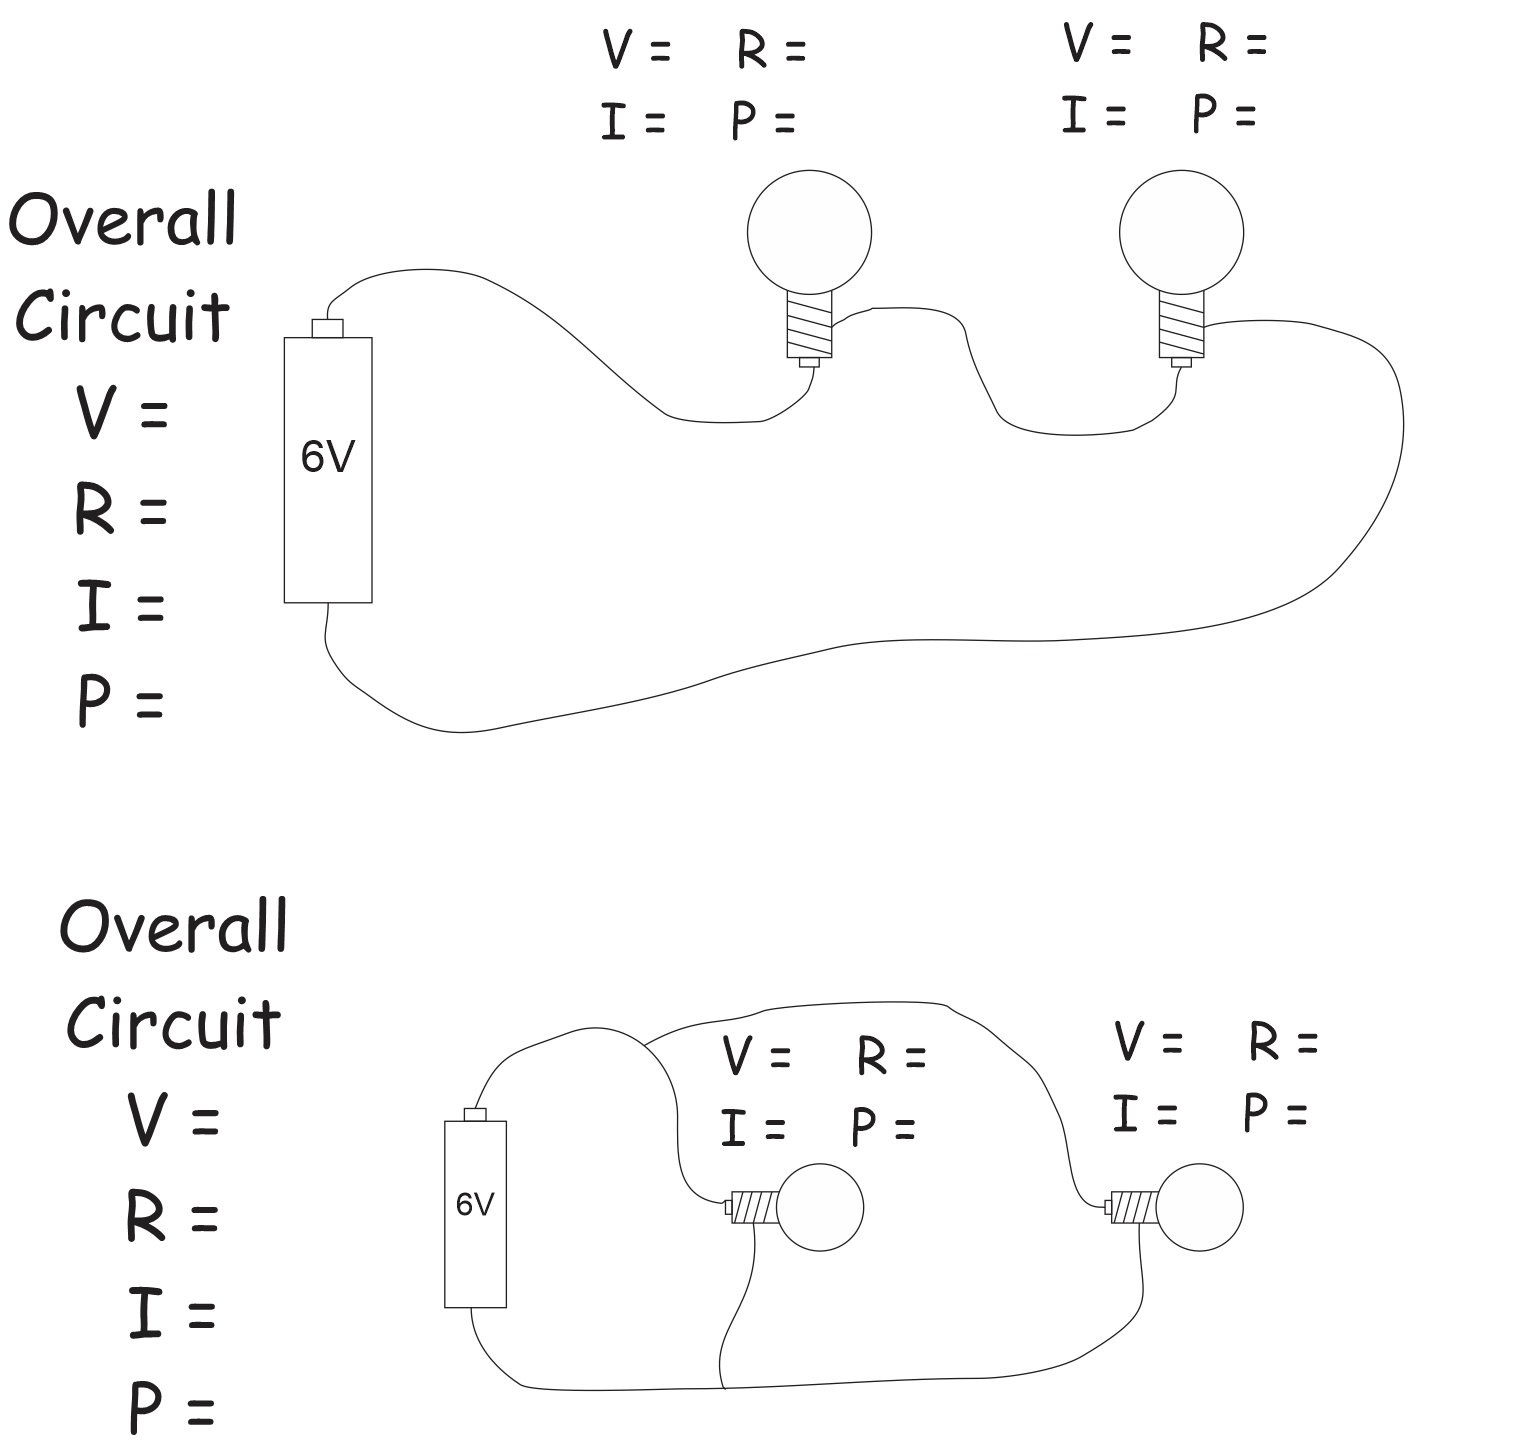 V = R =
I = P =
V = R =
I = P =
Overall
Circuit
V =
R =
I =
P =
6V
Overall
Circuit
V =
R =
I =
P =
6V
V = R =
I = P =
V = R =
I = P =